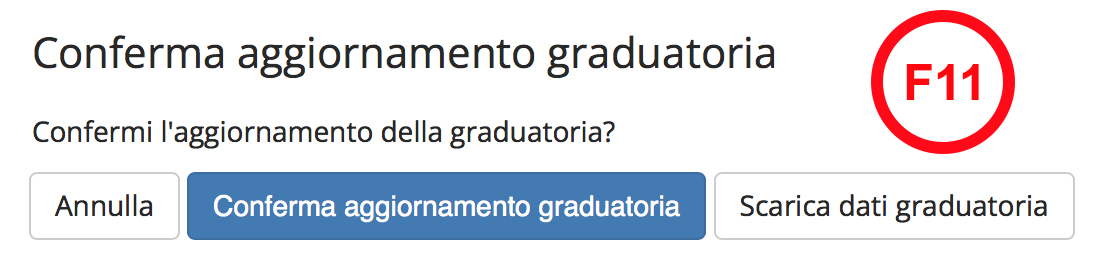 Conferma aggiornamento graduatoria
F11
Confermi l'aggiornamento della graduatoria?
Annulla
Conferma aggiornamento graduatoria
Scarica dati graduatoria